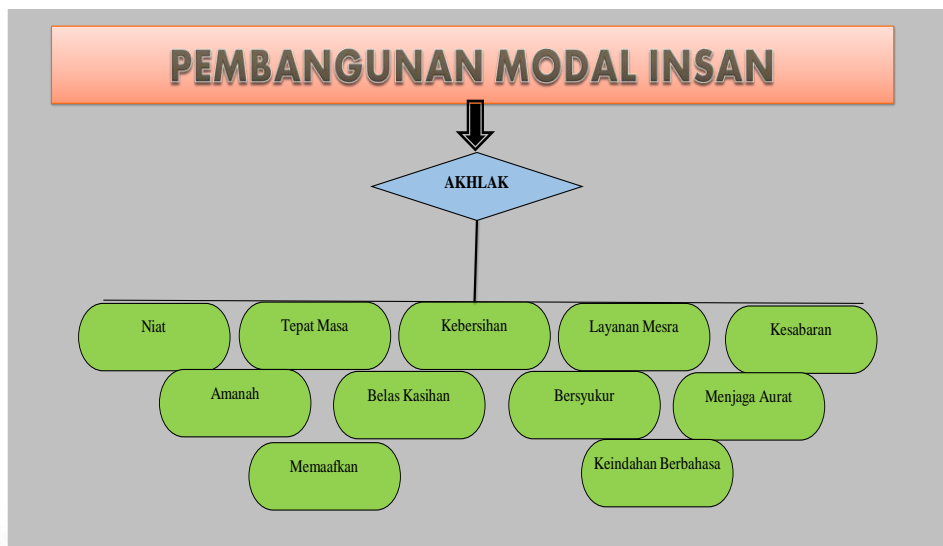 PEMBANGUNAN MODAL INSAN
AKHLAK
Niat
Tepat Masa
Kebersihan
Layanan Mesra
Kesabaran
Amanah
Belas Kasihan
Bersyukur
Menjaga Aurat
Memaafkan
Keindahan Berbahasa